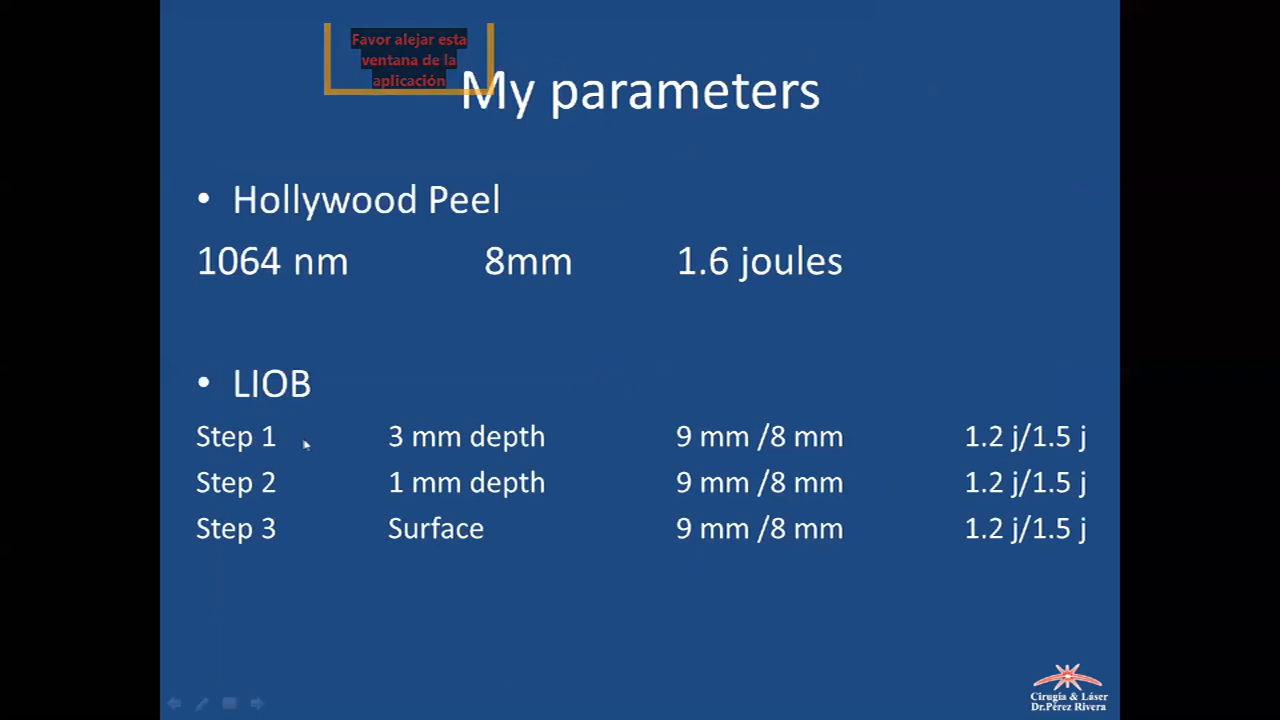 Favor alejar esta
ventana de la
aplicación
My parameters
• Hollywood Peel
1064 nm 8mm 1.6 joules
• LIOB
Step 1 3 mm depth 9 mm /8 mm 1.2 j/1.5 j
Step 2 1 mm depth 9 mm /8 mm 1.2 j/1.5 j
Step 3 Surface 9 mm /8 mm 1.2 j/1.5 j
Cirugía & Láser
Dr.Pérez Rivera